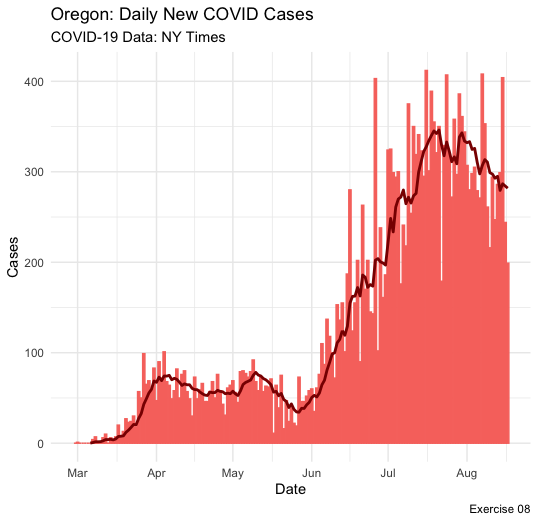 Oregon: Daily New COVID Cases
COVID-19 Data: NY Times
400
300
200
100
0
Cases
Mar Apr May Jun Jul Aug
Date
Exercise 08